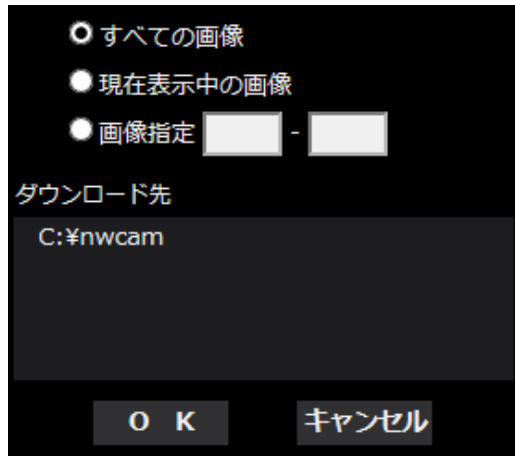 すべての画像
現在表示中の画像
画像指定 -
ダウンロード先
C:¥nwcam
O K キャンセル